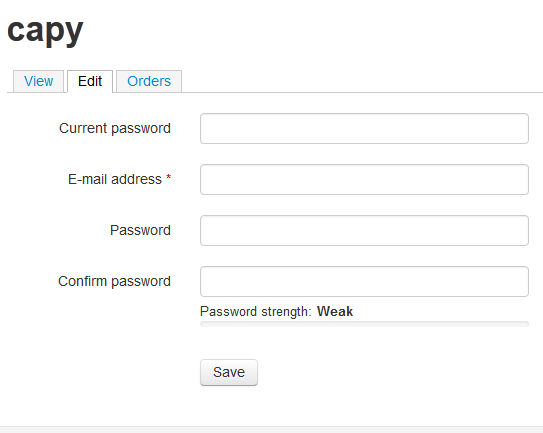 capy
View Edit Orders
Current password
E-mail address *
Password
Confirm password
Password strength: Weak
Save